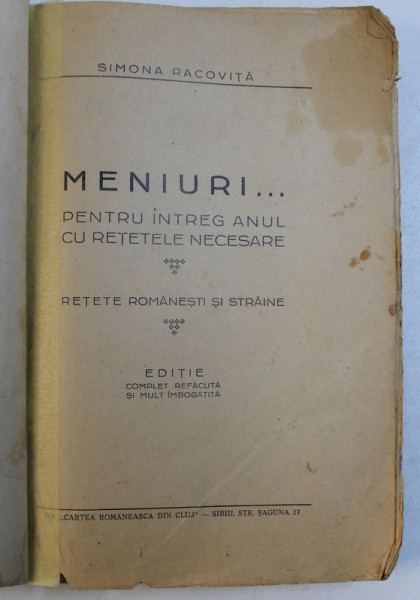 SIMONA RACOVIȚĂ
MENIURI...
PENTRU ÎNTREG ANUL
CU REȚETELE NECESARE
REȚETE ROMÂNEȘTI ȘI STRĂINE
EDIȚIE
COMPLET REFĂCUTĂ
ȘI MULT ÎMBOGĂȚITĂ
„CARTEA ROMÂNEASCĂ DIN CLUJ" — SIBIU, STR. ȘAGUNA 17